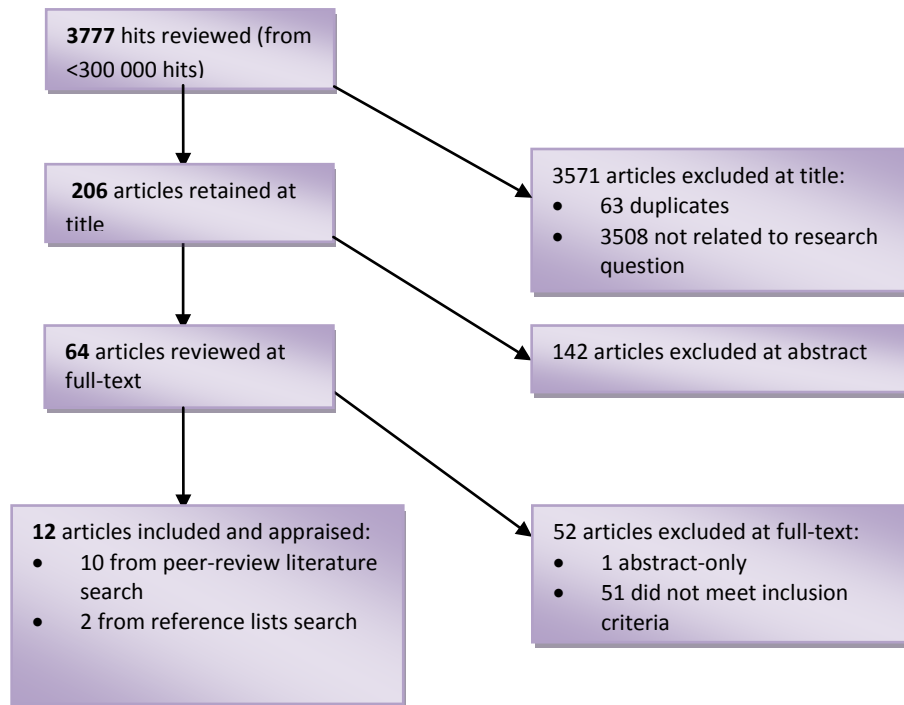 3777 hits reviewed (from
<300 000 hits)
206 articles retained at
title
3571 articles excluded at title:
• 63 duplicates
• 3508 not related to research
question
64 articles reviewed at
full-text
142 articles excluded at abstract
12 articles included and appraised:
• 10 from peer-review literature
search
• 2 from reference lists search
52 articles excluded at full-text:
• 1 abstract-only
• 51 did not meet inclusion
criteria